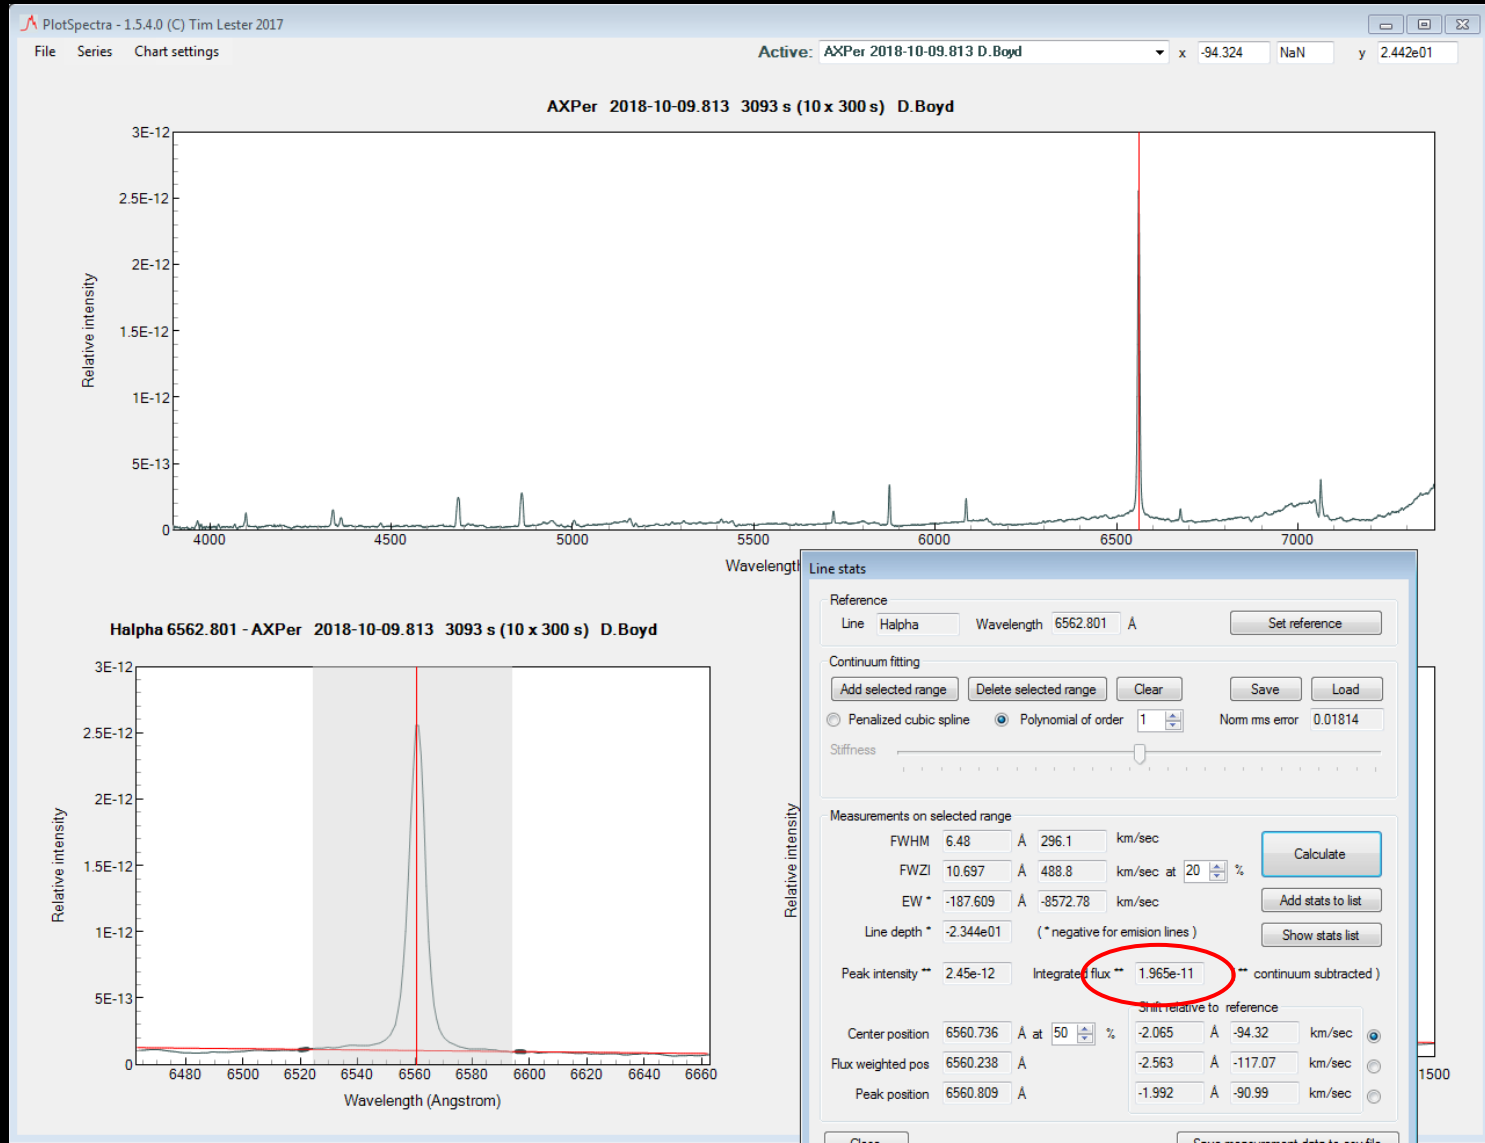 PlotSpectra - 1.5.4.0 (C) Tim Lester 2017
File Series Chart settings
Active: AXPer 2018-10-09.813 D.Boyd x -94.324 NaN y 2.442e01
AXPer 2018-10-09.813 3093 s (10 x 300 s) D.Boyd
3E-12
2.5E-12
2E-12
1.5E-12
1E-12
5E-13
0
Relative intensity
4000 4500 5000 5500 6000 6500 7000
Wavelength
Halpha 6562.801 - AXPer 2018-10-09.813 3093 s (10 x 300 s) D.Boyd
3E-12
2.5E-12
2E-12
1.5E-12
1E-12
5E-13
0
Relative intensity
6480 6500 6520 6540 6560 6580 6600 6620 6640 6660
Wavelength (Angstrom)
Relative intensity
1500
Line stats
Reference
Line Halpha Wavelength 6562.801 Å Set reference
Continuum fitting
Add selected range Delete selected range Clear Save Load
Penalized cubic spline Polynomial of order 1 Norm rms error 0.01814
Stiffness
Measurements on selected range
FWHM 6.48 Å 296.1 km/sec
Calculate
FWZI 10.697 Å 488.8 km/sec at 20 %
EW * -187.609 Å -8572.78 km/sec Add stats to list
Line depth * -2.344e01 ( * negative for emision lines ) Show stats list
Peak intensity ** 2.45e-12 Integrated flux ** 1.965e-11 ** continuum subtracted )
Shift relative to reference
Center position 6560.736 Å at 50 % -2.065 Å -94.32 km/sec
Flux weighted pos 6560.238 Å -2.563 Å -117.07 km/sec
Peak position 6560.809 Å -1.992 Å -90.99 km/sec
Close Save measurement data to csv file